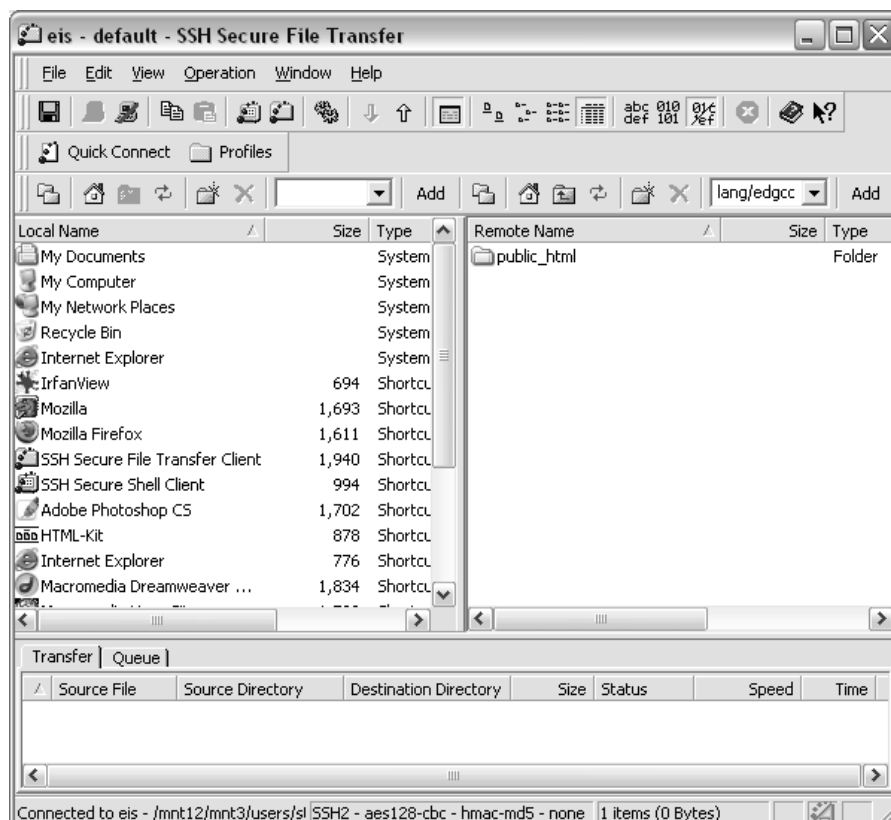 eis - default - SSH Secure File Transfer
File Edit View Operation Window Help
abc def 010 101
Quick Connect Profiles
Add lang/edgcc Add
Local Name Size Type
My Documents System
My Computer System
My Network Places System
Recycle Bin System
Internet Explorer System
IrfanView 694 Shortcu
Mozilla 1,693 Shortcu
Mozilla Firefox 1,611 Shortcu
SSH Secure File Transfer Client 1,940 Shortcu
SSH Secure Shell Client 994 Shortcu
Adobe Photoshop CS 1,702 Shortcu
HTML-Kit 878 Shortcu
Internet Explorer 776 Shortcu
Macromedia Dreamweaver ... 1,834 Shortcu
Remote Name Size Type
public_html Folder
Transfer Queue
Source File Source Directory Destination Directory Size Status Speed Time
Connected to eis - /mnt12/mnt3/users/sl SSH2 - aes128-cbc - hmac-md5 - none 1 items (0 Bytes)